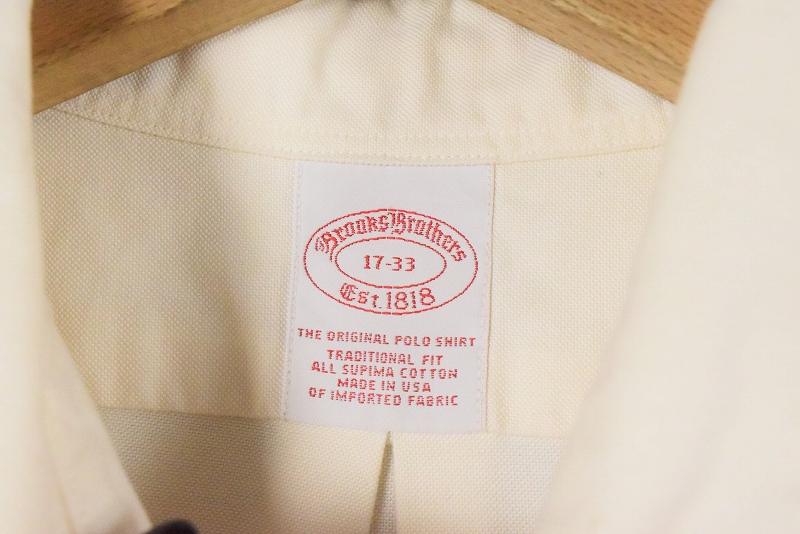 Brooks Brothers
17-33
Est. 1818
THE ORIGINAL POLO SHIRT
TRADITIONAL FIT
ALL SUPIMA COTTON
MADE IN USA
OF IMPORTED FABRIC